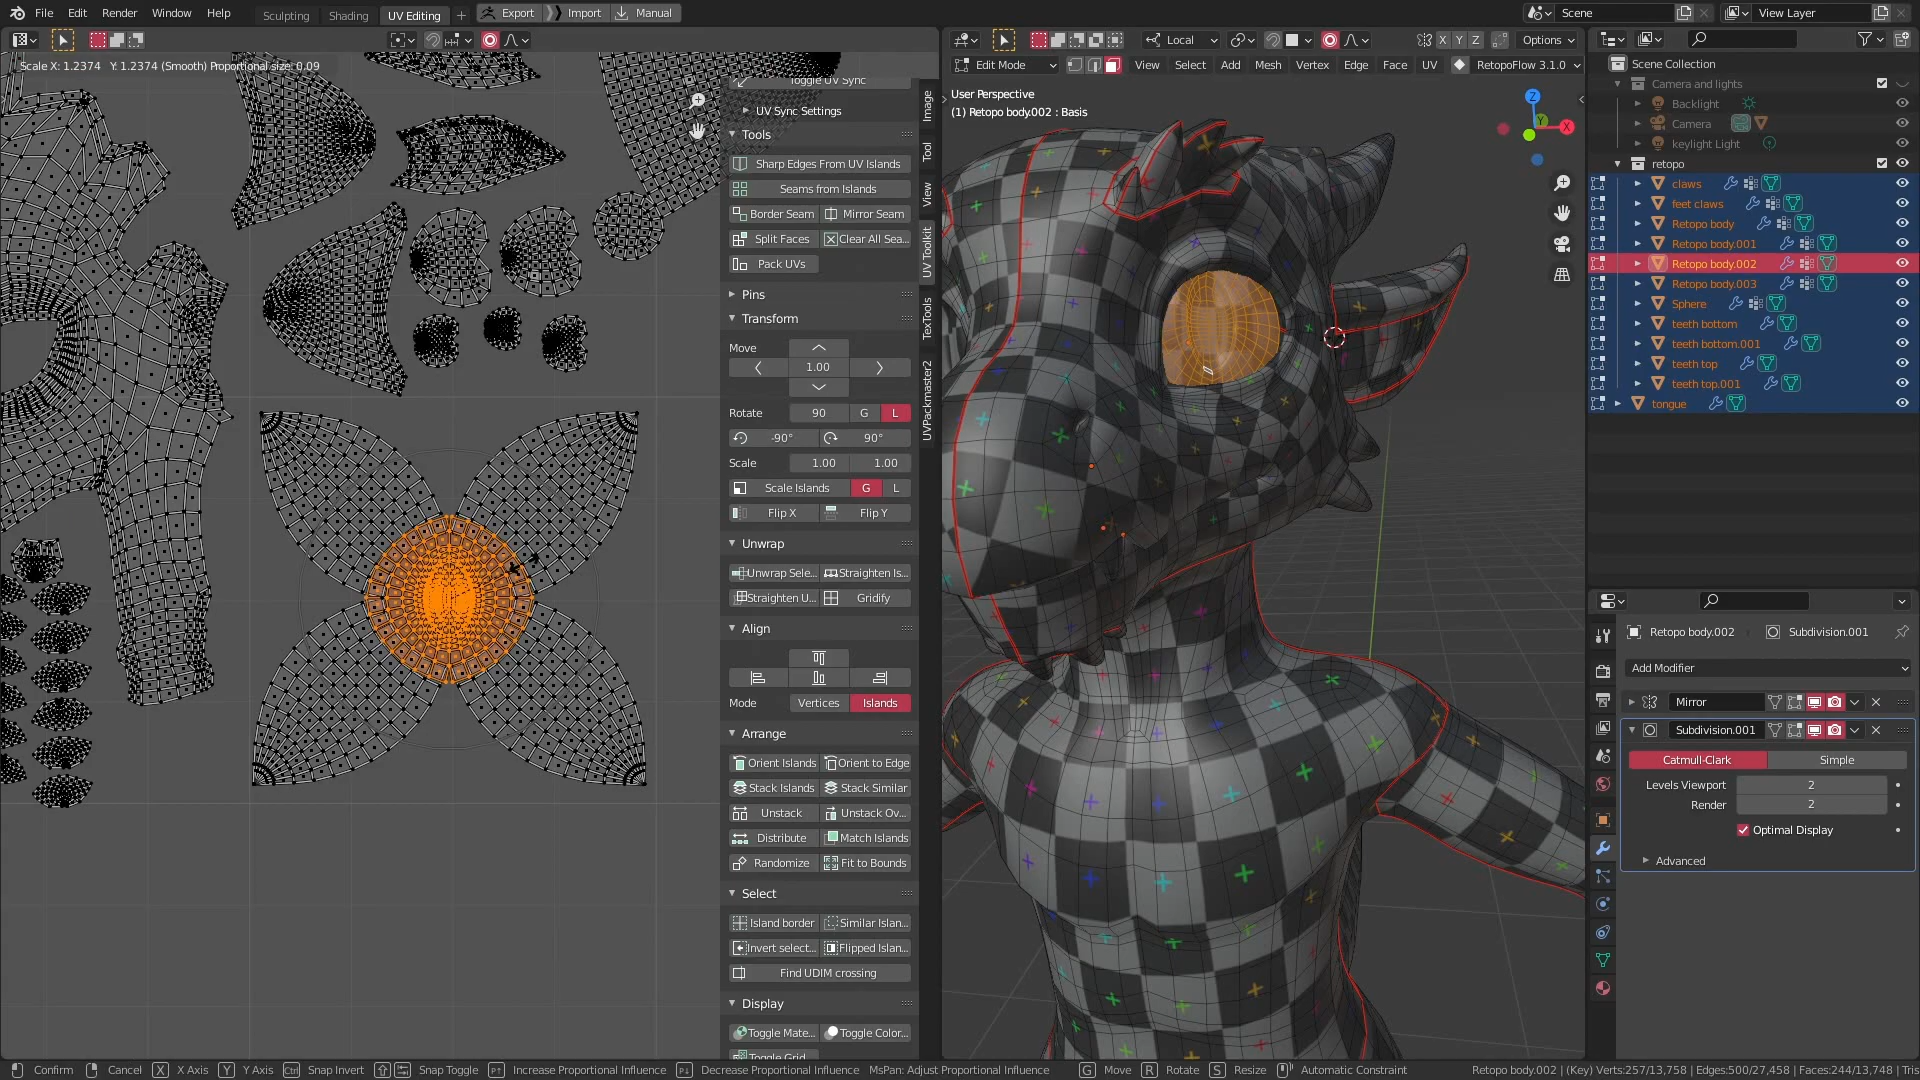 File Edit Render Window Help Sculpting Shading UV Editing + Export Import Manual Scene View Layer
Local X Y Z Options
Edit Mode View Select Add Mesh Vertex Edge Face UV RetopoFlow 3.1.0
Scale X: 1.2374 Y: 1.2374 (Smooth) Proportional size: 0.09
Toggle UV Sync
UV Sync Settings
Tools
Sharp Edges From UV Islands
Seams from Islands
Border Seam Mirror Seam
Split Faces Clear All Sea...
Pack UVs
Pins
Transform
Move
1.00
Rotate 90 G L
-90° 90°
Scale 1.00 1.00
Scale Islands G L
Flip X Flip Y
Unwrap
Unwrap Sele... Straighten Is...
Straighten U... Gridify
Align
Mode Vertices Islands
Arrange
Orient Islands Orient to Edge
Stack Islands Stack Similar
Unstack Unstack Ov...
Distribute Match Islands
Randomize Fit to Bounds
Select
Island border Similar Islan...
Invert select... Flipped Islan...
Find UDIM crossing
Display
Toggle Mate... Toggle Color...
Toggle Grid
Image
Tool
View
UV Toolkit
TexTools
UVPackmaster2
User Perspective
(1) Retopo body.002 : Basis
Z
Y
X
Scene Collection
Camera and lights
Backlight
Camera
keylight Light
retopo
claws
feet claws
Retopo body
Retopo body.001
Retopo body.002
Retopo body.003
Sphere
teeth bottom
teeth bottom.001
teeth top
teeth top.001
tongue
Retopo body.002 Subdivision.001
Add Modifier
Mirror
Subdivision.001
Catmull-Clark Simple
Levels Viewport 2
Render 2
Optimal Display
Advanced
Confirm Cancel X X Axis Y Y Axis Ctrl Snap Invert Snap Toggle Increase Proportional Influence Decrease Proportional Influence MsPan: Adjust Proportional Influence G Move R Rotate S Resize Automatic Constraint Retopo body.002 | (Key) Verts:257/13,758 | Edges:500/27,458 | Faces:244/13,748 | Tris